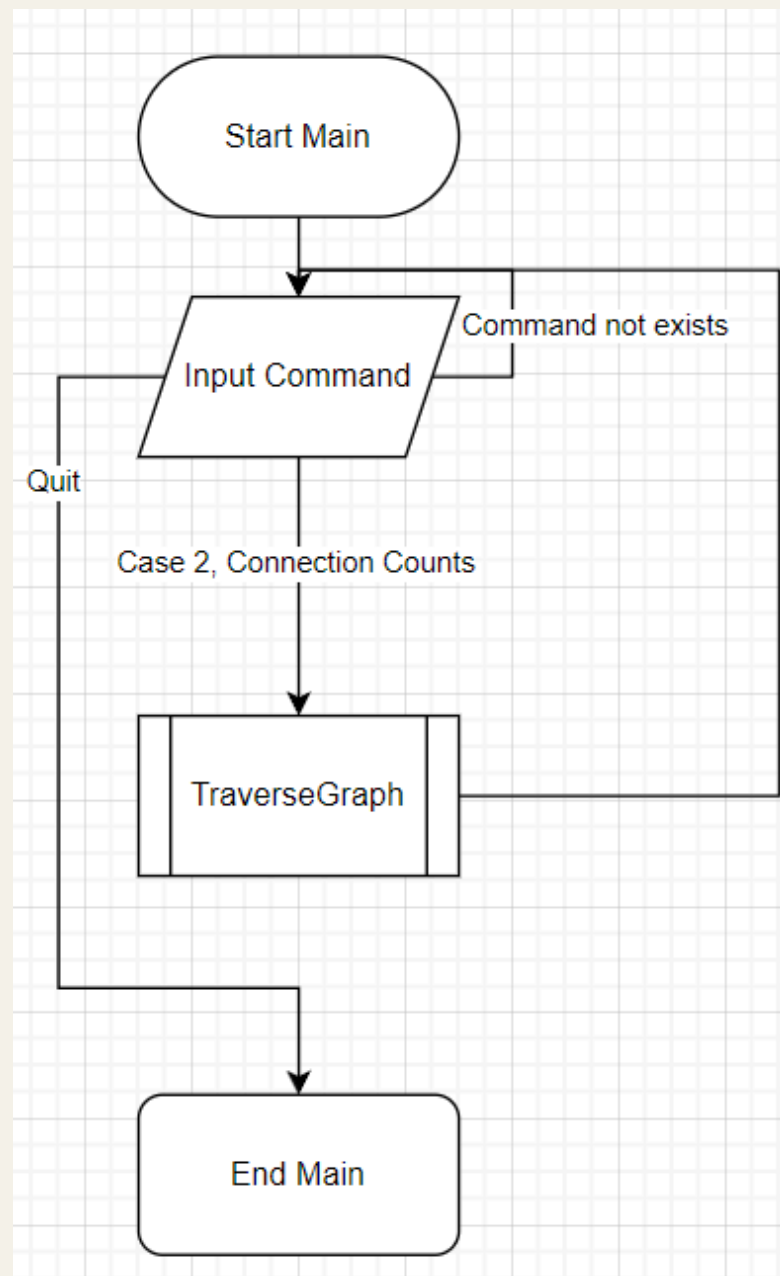 Start Main
Command not exists
Input Command
Quit
Case 2, Connection Counts
TraverseGraph
End Main